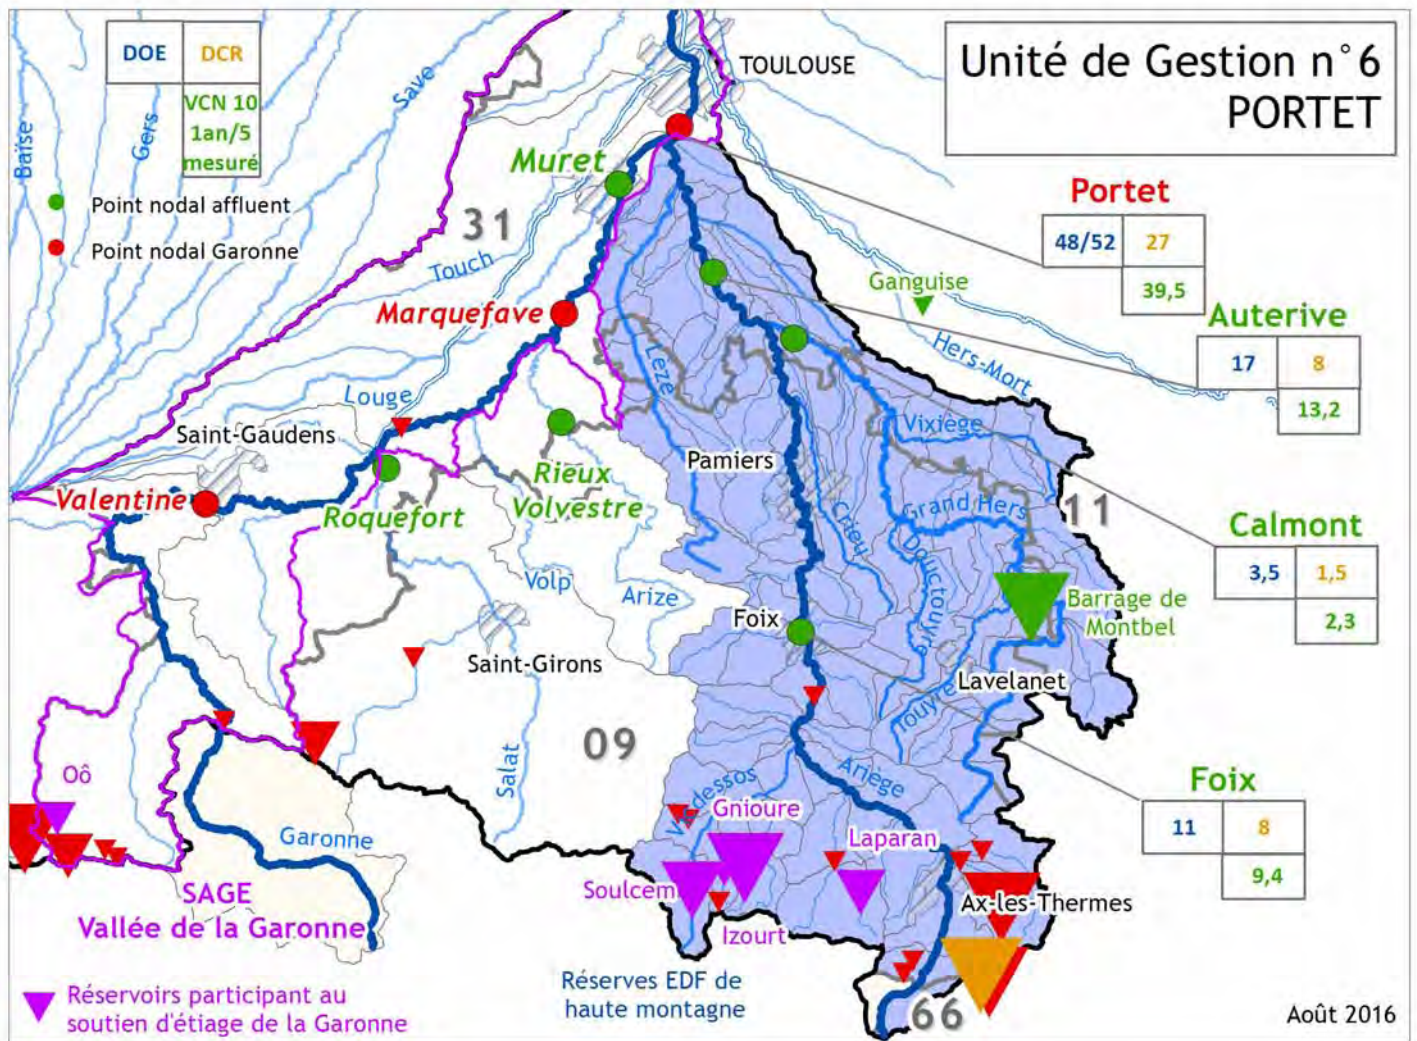 Unité de Gestion n°6
PORTET
DOE
DCR
VCN 10
1an/5
mesuré
Point nodal affluent
Point nodal Garonne
Baïse
Gers
Save
TOULOUSE
Muret
31
Touch
Marquefave
Louge
Saint-Gaudens
Valentine
Roquefort
Rieux
Volvestre
Volp
Arize
Saint-Girons
Salat
09
Lèze
Pamiers
Crieu
Foix
Ganguise
Hers-Mort
Vixiège
Grand Hers
Douctouyre
11
Barrage de
Montbel
Lavelanet
Touyre
Ariège
Vicdessos
Gnioure
Laparan
Soulcem
Izourt
Ax-les-Thermes
66
Oô
Garonne
SAGE
Vallée de la Garonne
Réservoirs participant au
soutien d'étiage de la Garonne
Réserves EDF de
haute montagne
Portet
48/52
27
39,5
Auterive
17
8
13,2
Calmont
3,5
1,5
2,3
Foix
11
8
9,4
Août 2016